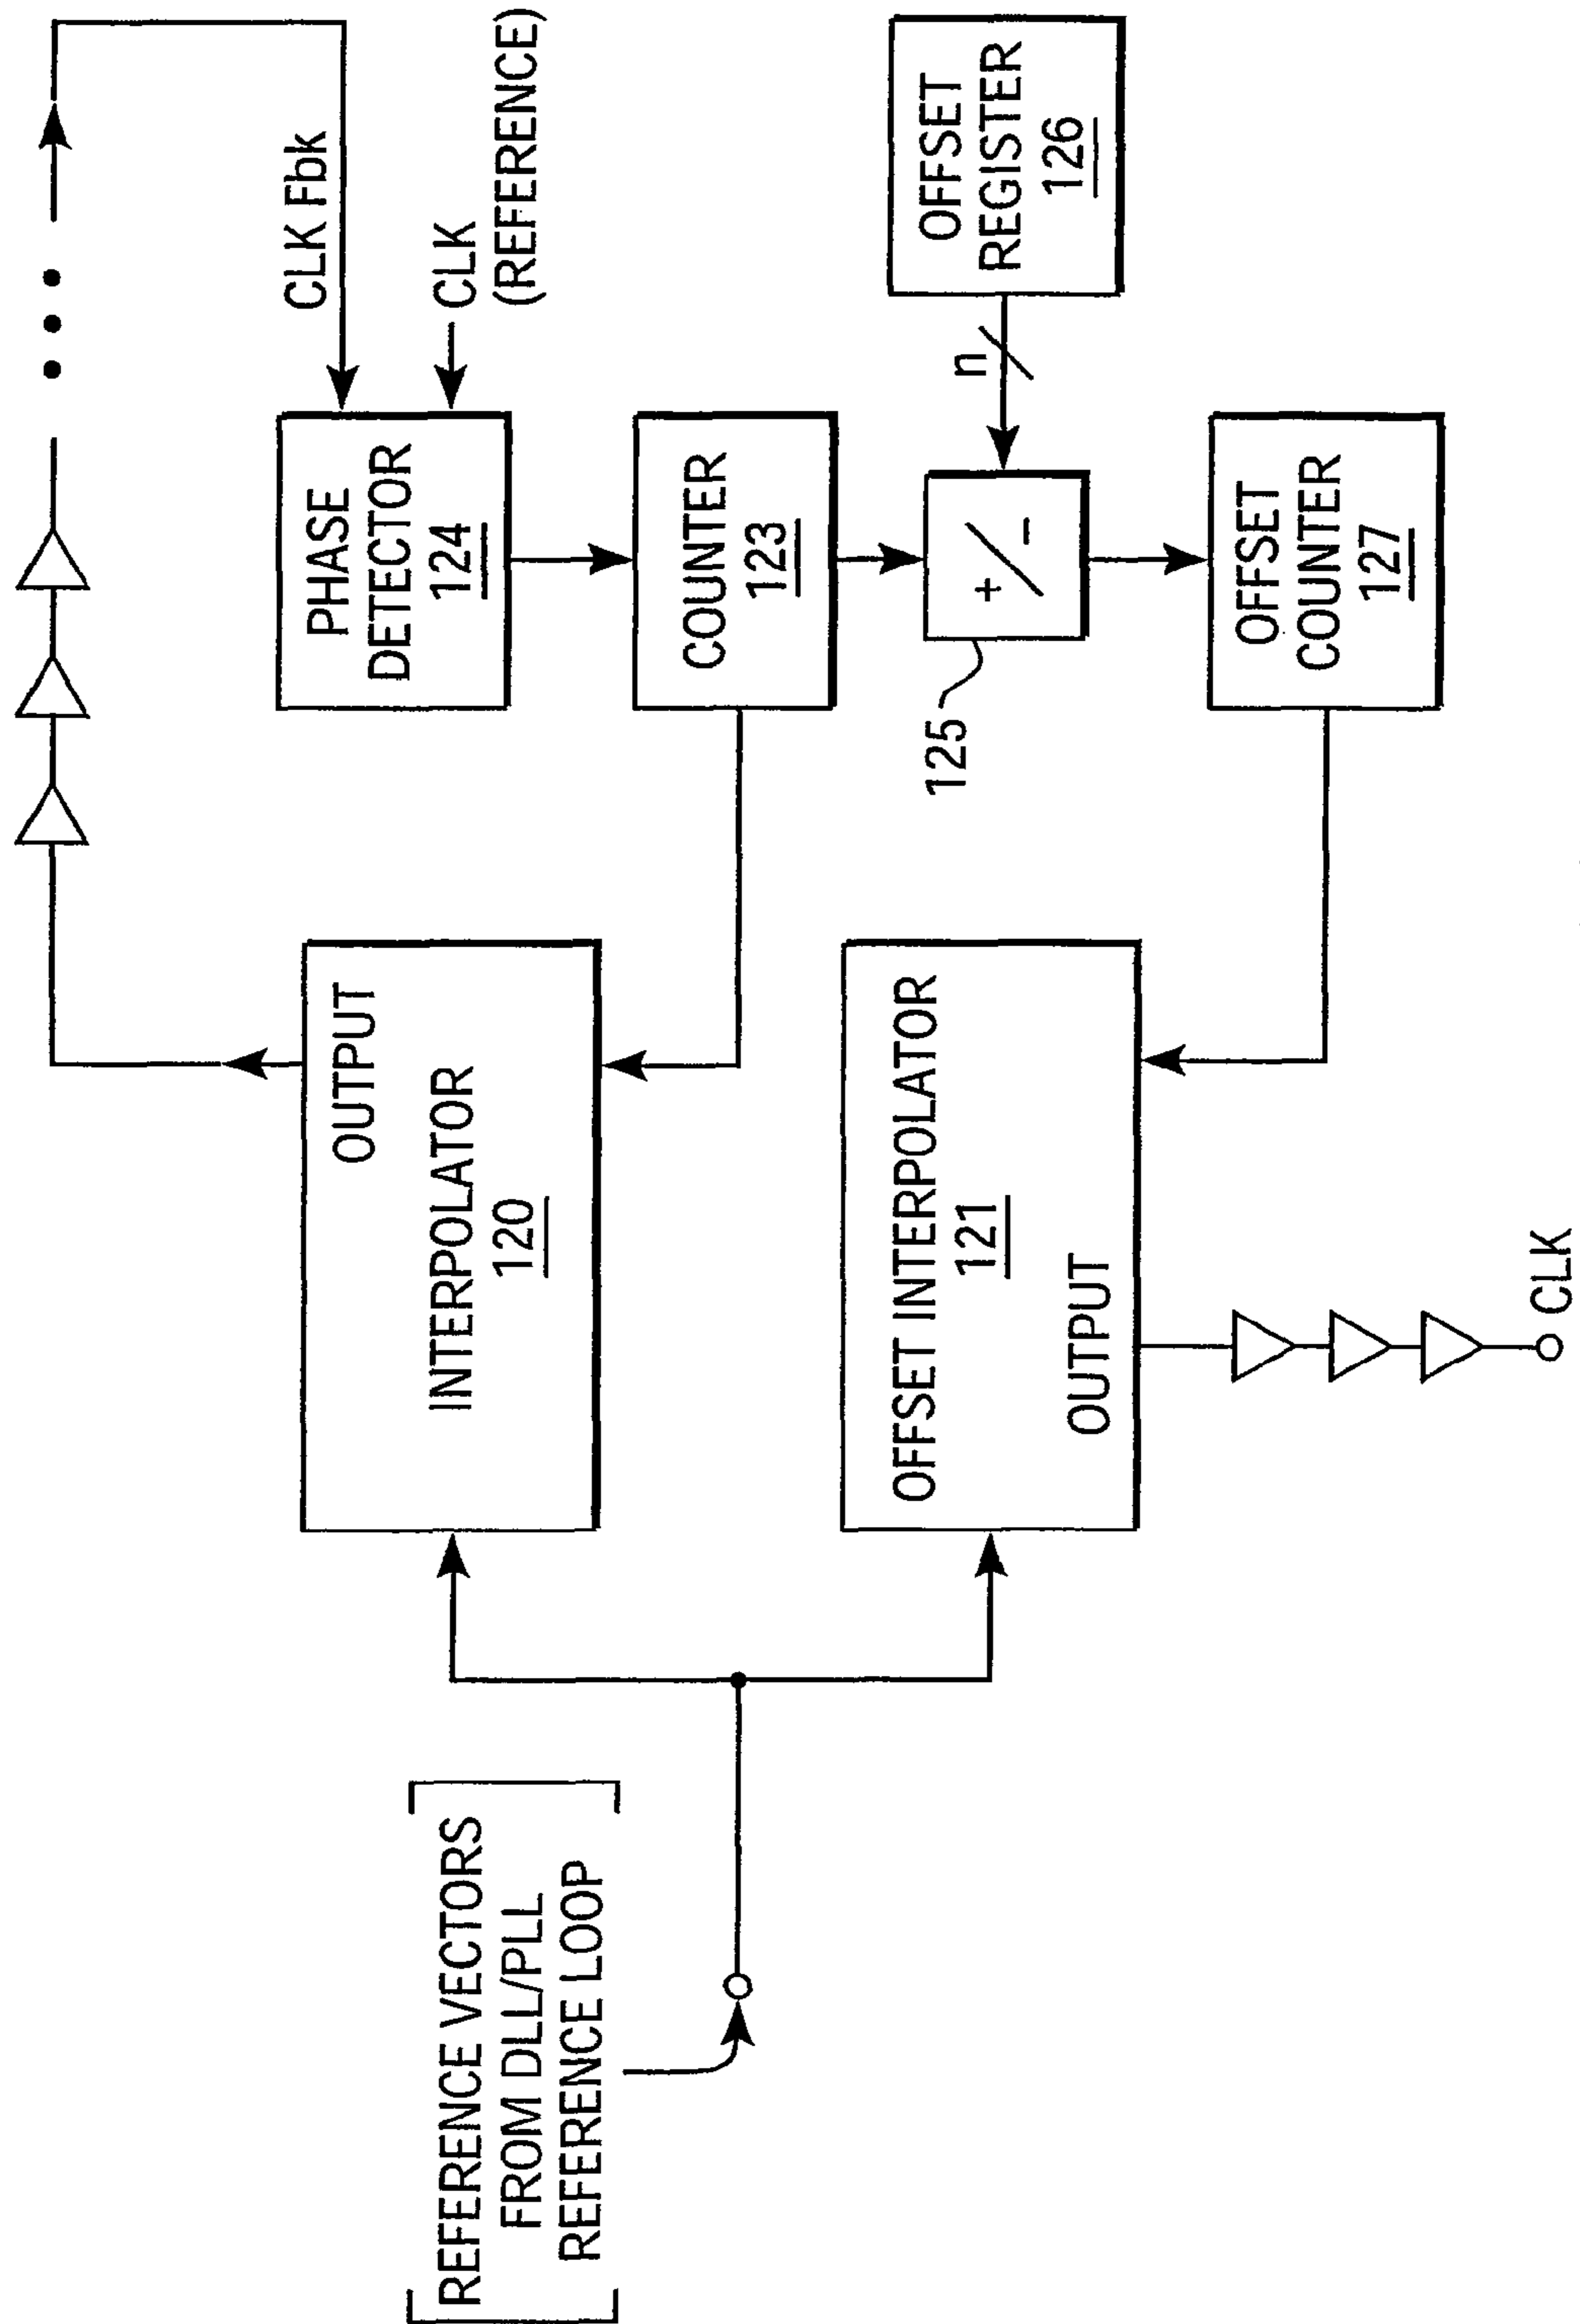 REFERENCE VECTORS
FROM DLL/PLL
REFERENCE LOOP
OUTPUT
INTERPOLATOR
120
OFFSET INTERPOLATOR
121
OUTPUT
CLK
CLK Fbk
CLK
(REFERENCE)
PHASE
DETECTOR
124
COUNTER
123
+/-
125
n
OFFSET
REGISTER
126
OFFSET
COUNTER
127